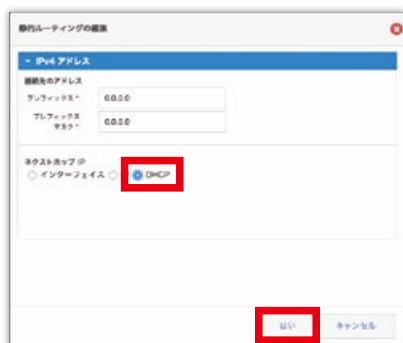 静的ルーティングの編集
IPv4 アドレス
接続先のアドレス
プレフィックス* 0.0.0.0
プレフィックス
マスク* 0.0.0.0
ネクストホップ IP
インターフェイス DHCP
はい キャンセル